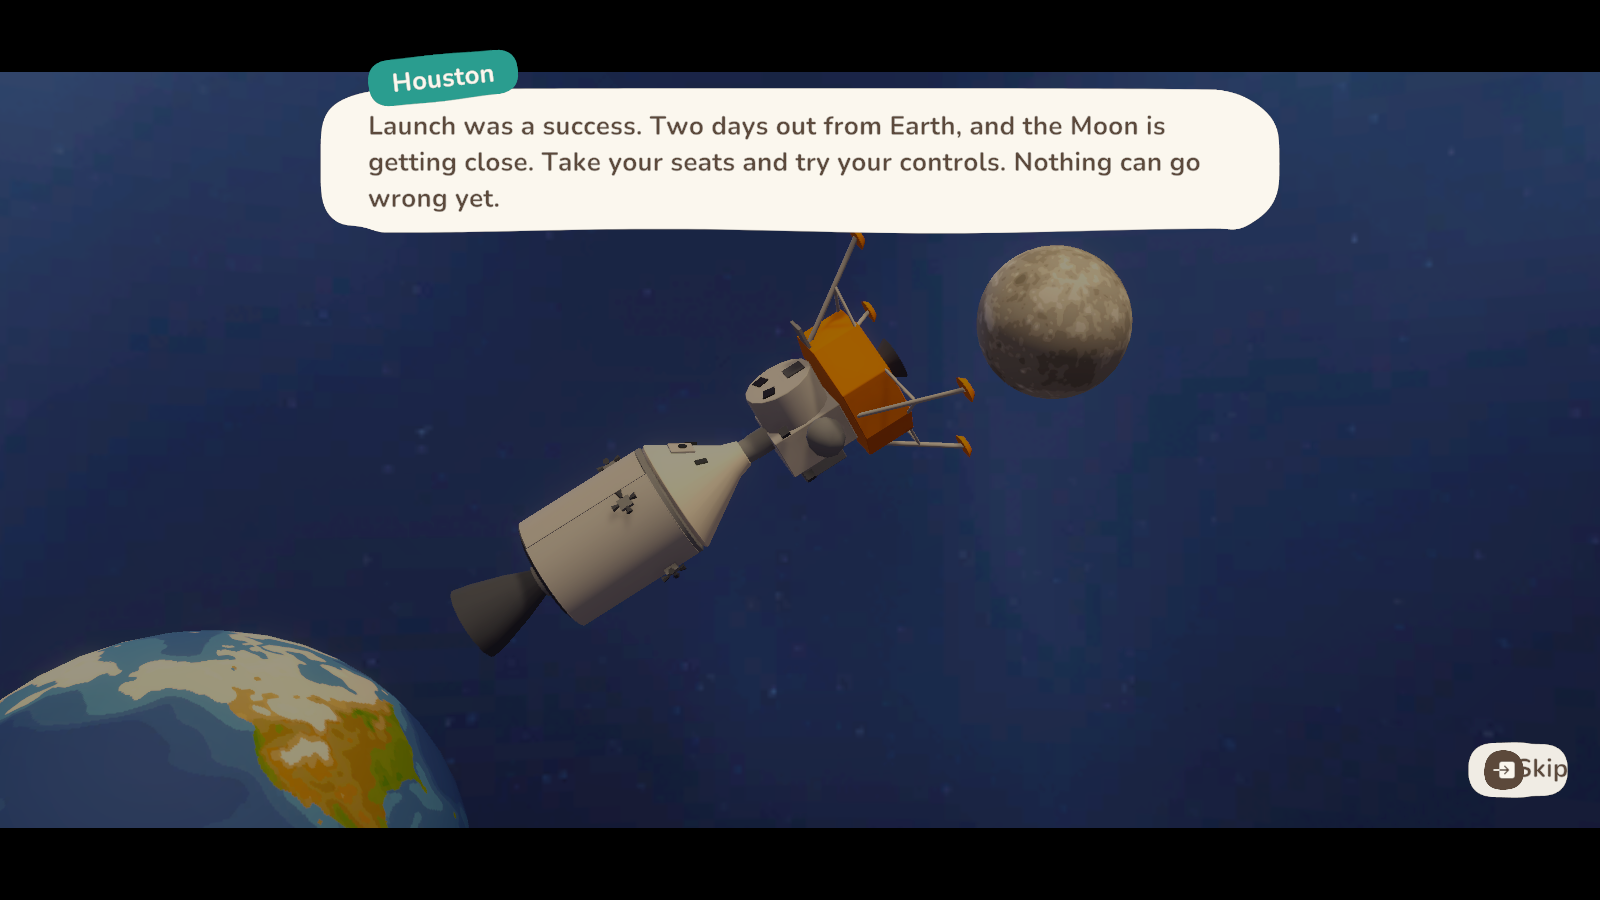 Houston
Launch was a success. Two days out from Earth, and the Moon is
getting close. Take your seats and try your controls. Nothing can go
wrong yet.
Skip